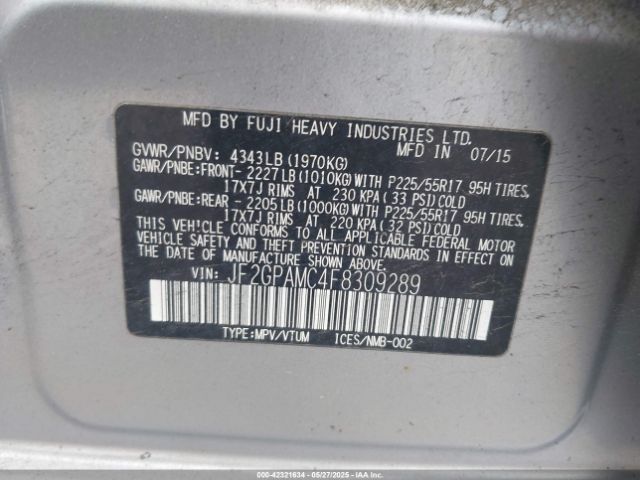 MFD BY FUJI HEAVY INDUSTRIES LTD.
MFD IN 07/15
GVWR/PNBV: 4343LB (1970KG)
GAWR/PNBE:FRONT- 2227LB(1010KG)WITH P225/55R17 95H TIRES,
17X7J RIMS AT 230 KPA(33 PSI)COLD
GAWR/PNBE:REAR - 2205LB(1000KG)WITH P225/55R17 95H TIRES,
17X7J RIMS AT 220 KPA(32 PSI)COLD
THIS VEHICLE CONFORMS TO ALL APPLICABLE FEDERAL MOTOR
VEHICLE SAFETY AND THEFT PREVENTION STANDARDS IN EFFECT ON
THE DATE OF MANUFACTURE SHOWN ABOVE.
VIN: JF2GPAMC4F8309289
TYPE:MPV/VTUM ICES/NMB-002
000-42321634 - 05/27/2025 - IAAI.COM